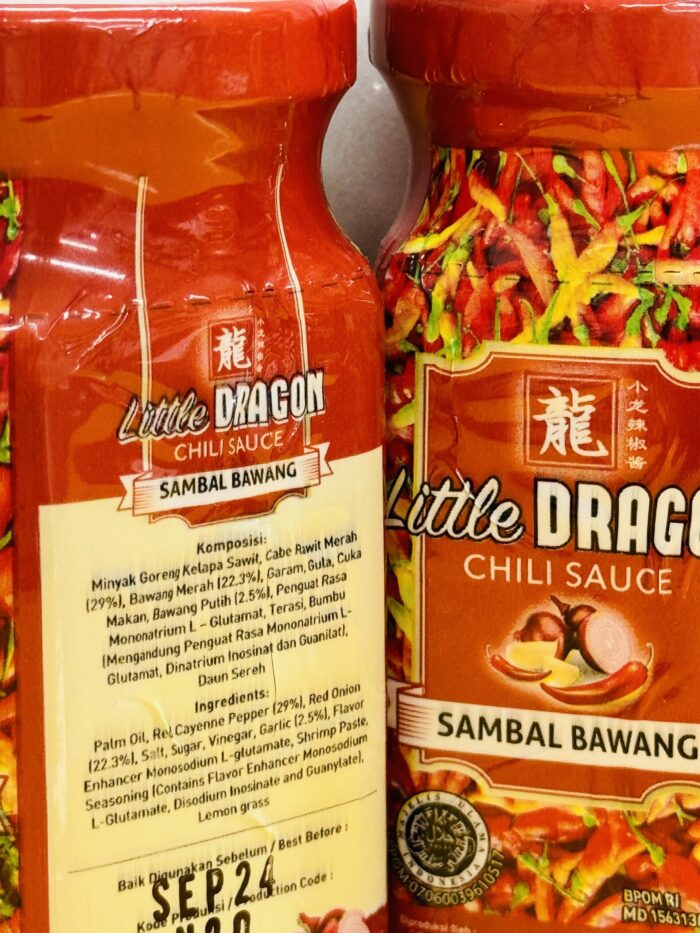 龍
小龙辣椒酱
Little DRAGON
CHILI SAUCE
SAMBAL BAWANG
Komposisi:
Minyak Goreng Kelapa Sawit, Cabe Rawit Merah
(29%), Bawang Merah (22.3%), Garam, Gula, Cuka
Makan, Bawang Putih (2.5%), Penguat Rasa
Mononatrium L – Glutamat, Terasi, Bumbu
(Mengandung Penguat Rasa Mononatrium L-
Glutamat, Dinatrium Inosinat dan Guanilat),
Daun Sereh
Ingredients:
Palm Oil, Red Cayenne Pepper (29%), Red Onion
(22.3%), Salt, Sugar, Vinegar, Garlic (2.5%), Flavor
Enhancer Monosodium L-glutamate, Shrimp Paste,
Seasoning (Contains Flavor Enhancer Monosodium
L-Glutamate, Disodium Inosinate and Guanylate),
Lemon grass
Baik Digunakan Sebelum / Best Before :
SEP 24
Kode Produksi / Production Code :
龍
小龙辣椒酱
Little DRAGO
CHILI SAUCE
SAMBAL BAWANG
MAJELIS ULAMA
INDONESIA
BPOM RI
MD 156313